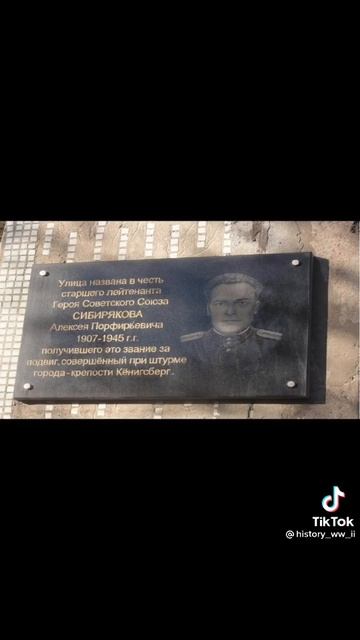 Улица названа в честь
старшего лейтенанта
Героя Советского Союза
СИБИРЯКОВА
Алексея Порфирьевича
1907-1945 г.г.
получившего это звание за
подвиг, совершённый при штурме
города-крепости Кёнигсберг.
TikTok
@history_ww_ii